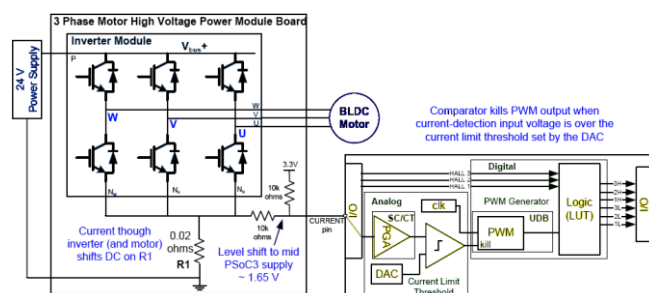 3 Phase Motor High Voltage Power Module Board
Inverter Module
Vbus+
P
24 V
Power Supply
W
V
U
W
V
U
BLDC
Motor
Comparator kills PWM output when
current-detection input voltage is over the
current limit threshold set by the DAC
3.3V
10k
ohms
10k
ohms
0.02
ohms
R1
Current though
inverter (and motor)
shifts DC on R1
Level shift to mid
PSoC3 supply
~ 1.65 V
CURRENT
pin
I/O
HALL 3
HALL 2
HALL 1
Digital
Analog
SC/CT
PGA
DAC
clk
Current Limit
Threshold
PWM Generator
PWM
kill
UDB
Logic
(LUT)
I/O